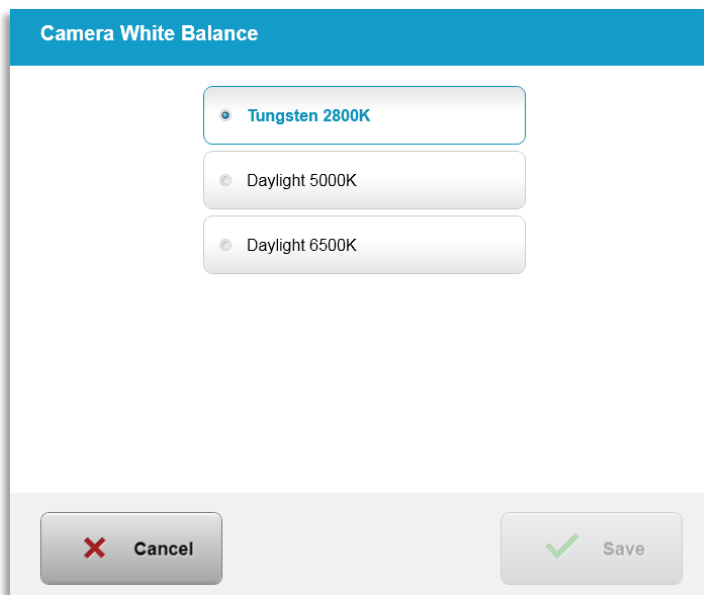 Camera White Balance
Tungsten 2800K
Daylight 5000K
Daylight 6500K
Cancel
Save